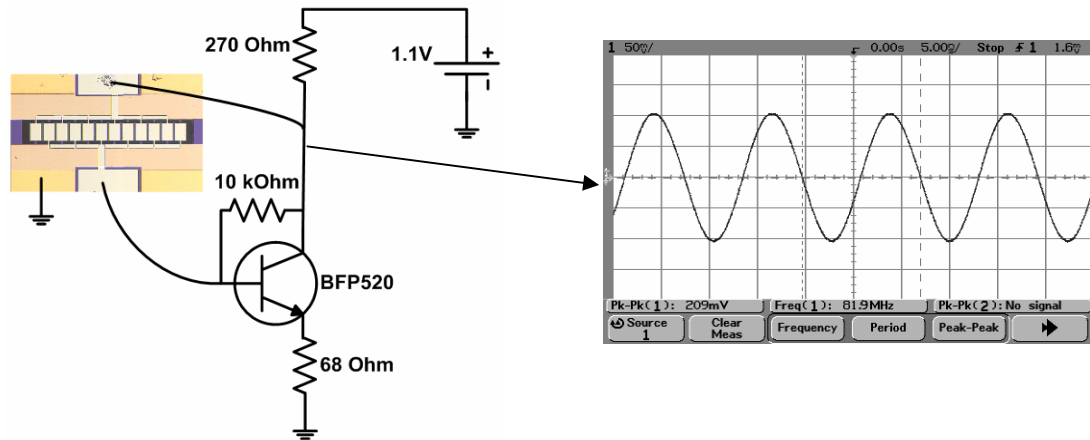 270 Ohm
1.1V
+
10 kOhm
BFP520
68 Ohm
1 50mV/ 0.00s 5.00ns/ Stop 1 1.6V
Pk-Pk(1): 209mV Freq(1): 81.9MHz Pk-Pk(2): No signal
Source
1
Clear
Meas
Frequency
Period
Peak-Peak